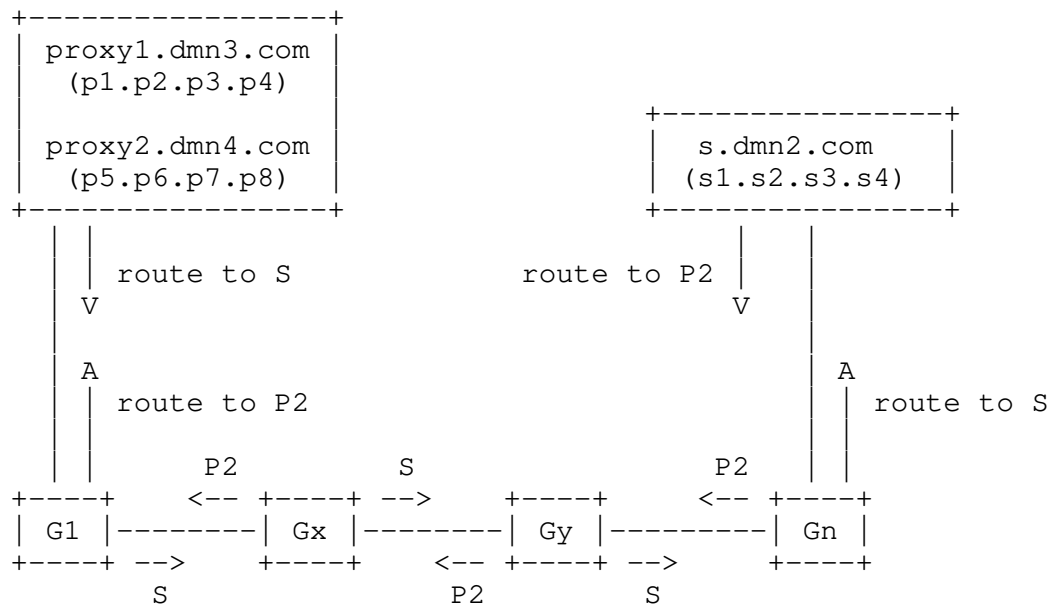 proxy1.dmn3.com
(p1.p2.p3.p4)
proxy2.dmn4.com
(p5.p6.p7.p8)
s.dmn2.com
(s1.s2.s3.s4)
route to S
route to P2
V
V
A
A
route to P2
route to S
P2
S
P2
<-- --> <--
G1
Gx
Gy
Gn
--> <-- -->
S
P2
S